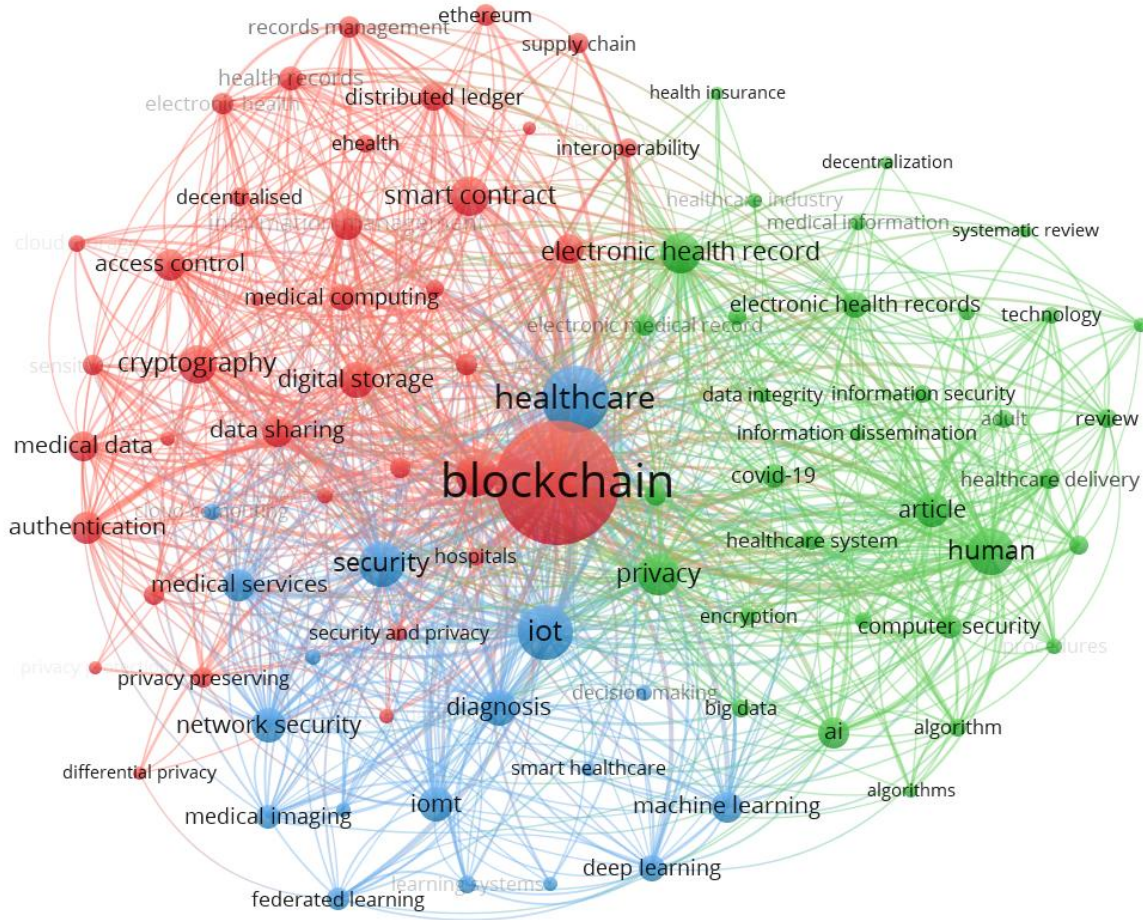 ethereum
records management
supply chain
health records
health insurance
electronic health
distributed ledger
ehealth
interoperability
decentralization
decentralised
smart contract
healthcare industry
information management
medical information
systematic review
cloud
access control
electronic health record
medical computing
electronic health records
technology
electronic medical record
cryptography
digital storage
healthcare
data integrity
information security
adult
review
medical data
data sharing
information dissemination
blockchain
covid-19
healthcare delivery
cloud computing
article
authentication
healthcare system
human
security
hospitals
medical services
privacy
encryption
computer security
iot
security and privacy
procedures
privacy
privacy preserving
decision making
diagnosis
big data
network security
ai
algorithm
differential privacy
smart healthcare
algorithms
iomt
machine learning
medical imaging
deep learning
learning systems
federated learning